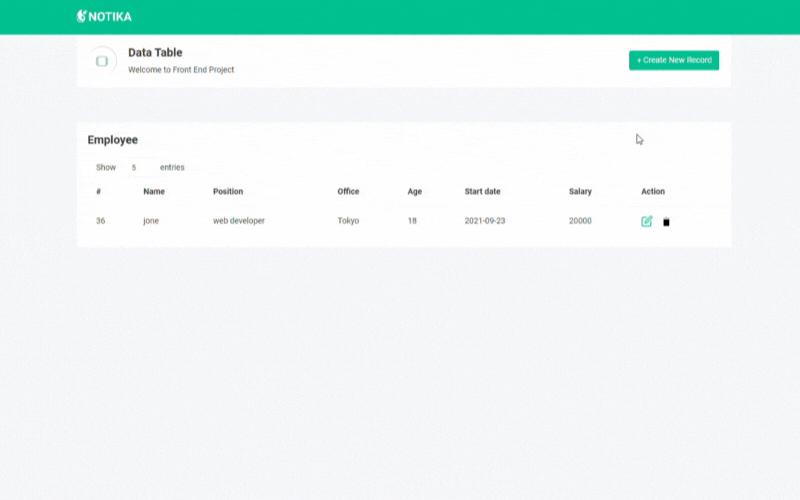 NOTIKA
Data Table
Welcome to Front End Project
+ Create New Record
Employee
Show 5 entries
# Name Position Office Age Start date Salary Action
36 jone web developer Tokyo 18 2021-09-23 20000